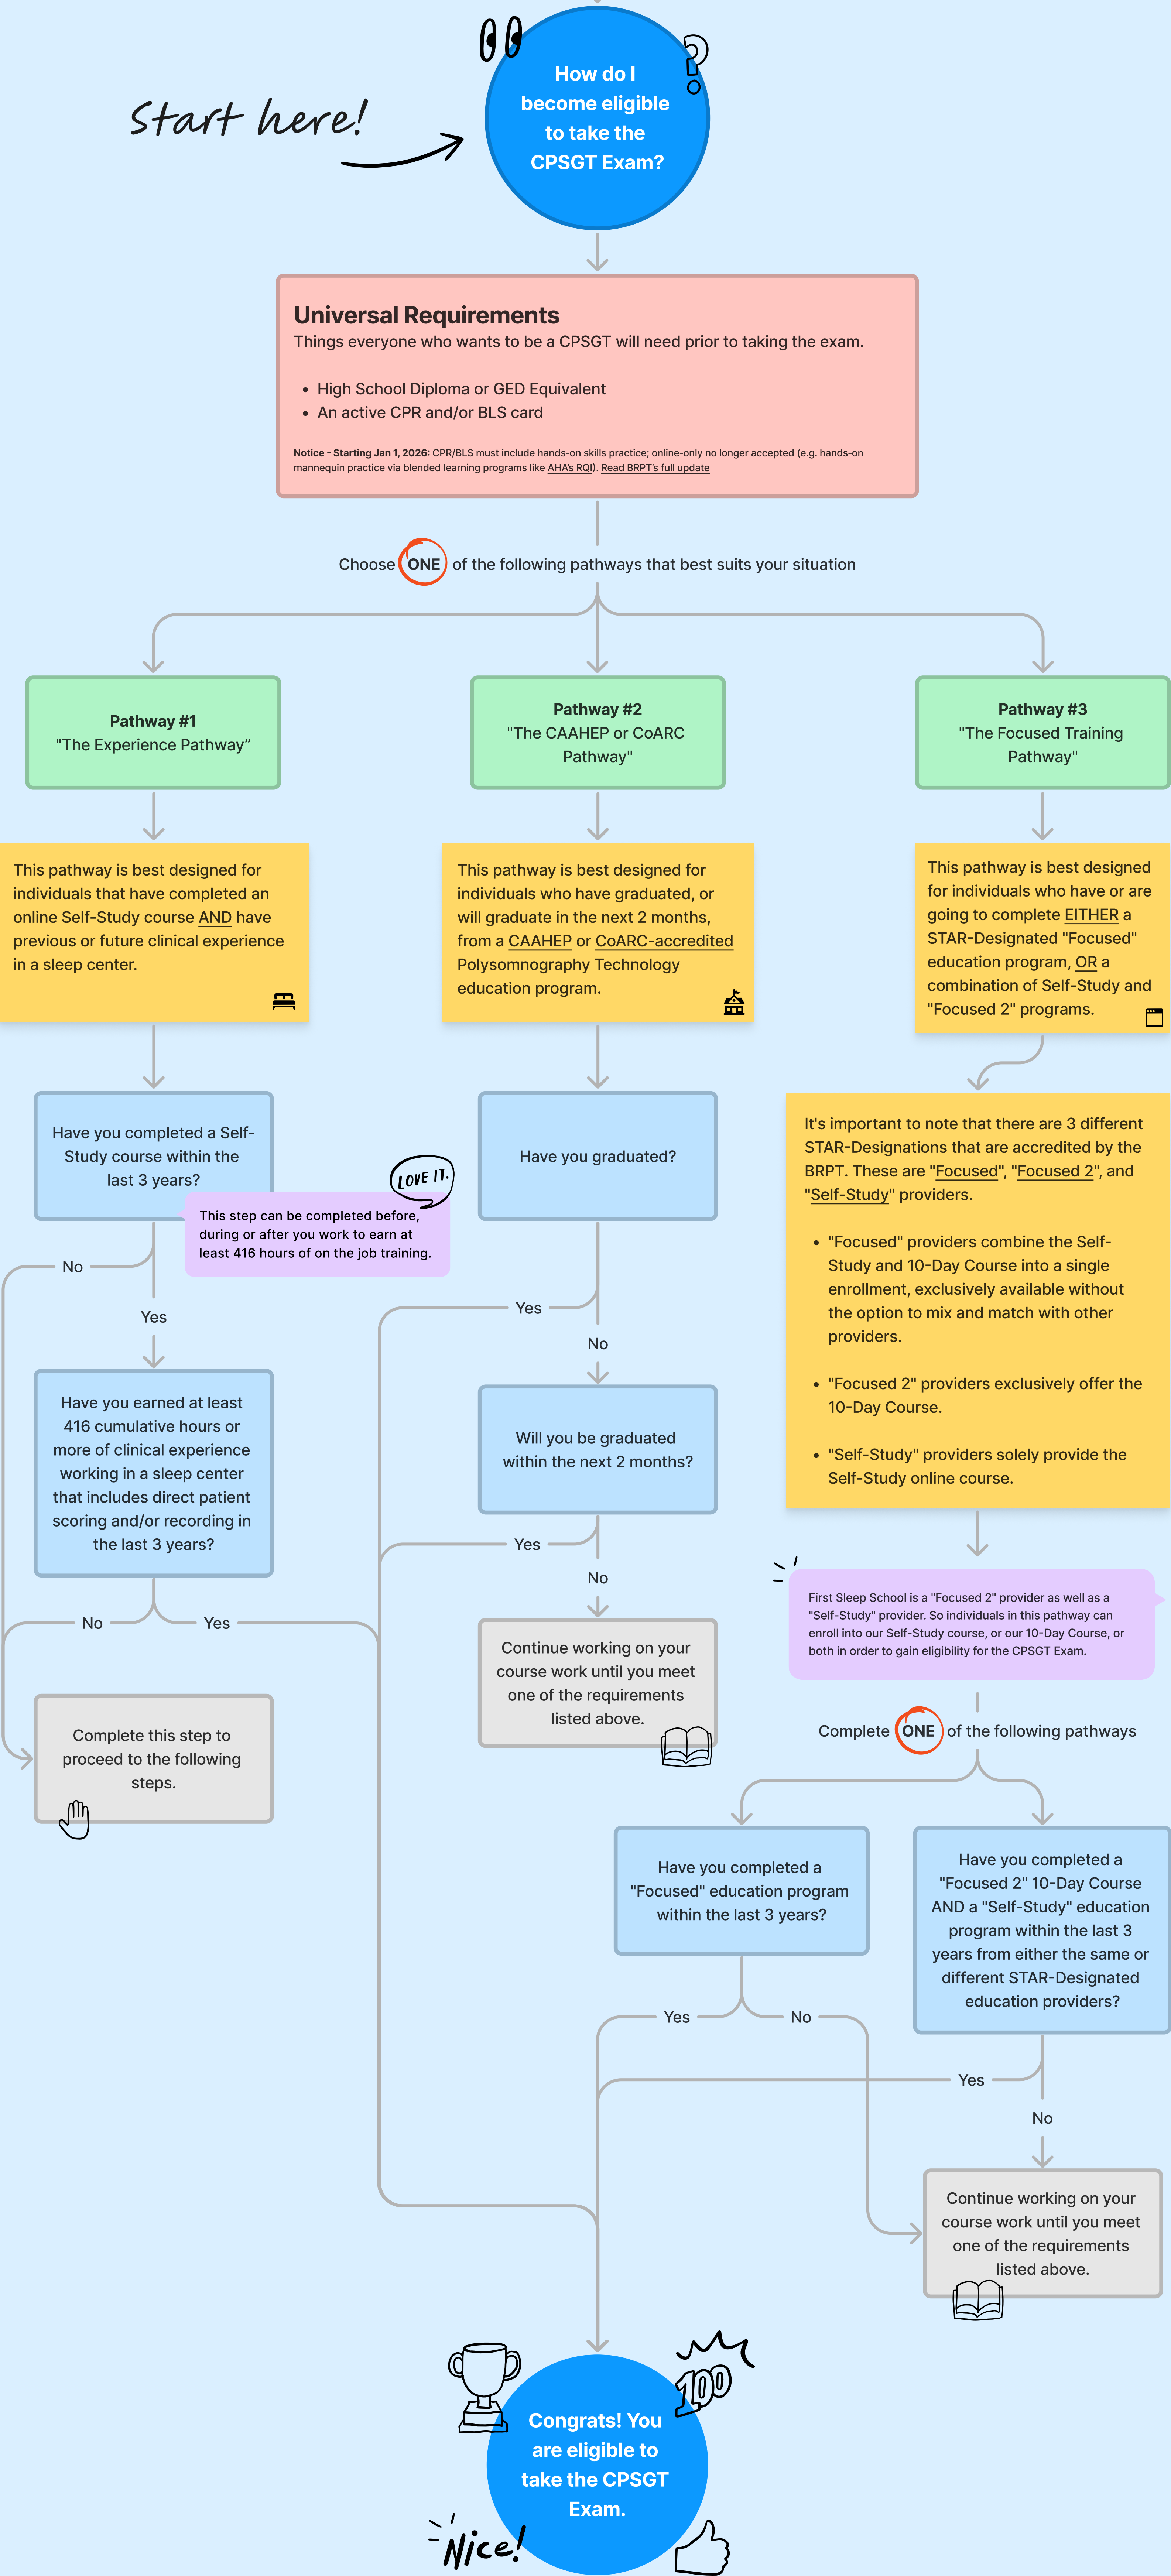 How do I
become eligible
to take the
CPSGT Exam?
Start here!
Universal Requirements
Things everyone who wants to be a CPSGT will need prior to taking the exam.
• High School Diploma or GED Equivalent
• An active CPR and/or BLS card
Notice - Starting Jan 1, 2026: CPR/BLS must include hands-on skills practice; online-only no longer accepted (e.g. hands-on
mannequin practice via blended learning programs like AHA's RQI). Read BRPT's full update
Choose ONE of the following pathways that best suits your situation
Pathway #1
"The Experience Pathway”
Pathway #2
"The CAAHEP or CoARC
Pathway"
Pathway #3
"The Focused Training
Pathway"
This pathway is best designed for
individuals that have completed an
online Self-Study course AND have
previous or future clinical experience
in a sleep center.
This pathway is best designed for
individuals who have graduated, or
will graduate in the next 2 months,
from a CAAHEP or CoARC-accredited
Polysomnography Technology
education program.
This pathway is best designed
for individuals who have or are
going to complete EITHER a
STAR-Designated "Focused"
education program, OR a
combination of Self-Study and
"Focused 2" programs.
Have you completed a Self-
Study course within the
last 3 years?
LOVE IT.
This step can be completed before,
during or after you work to earn at
least 416 hours of on the job training.
No
Yes
Have you earned at least
416 cumulative hours or
more of clinical experience
working in a sleep center
that includes direct patient
scoring and/or recording in
the last 3 years?
No
Yes
Complete this step to
proceed to the following
steps.
Have you graduated?
Yes
No
Will you be graduated
within the next 2 months?
Yes
No
Continue working on your
course work until you meet
one of the requirements
listed above.
It's important to note that there are 3 different
STAR-Designations that are accredited by the
BRPT. These are "Focused", "Focused 2", and
"Self-Study" providers.
• "Focused" providers combine the Self-
Study and 10-Day Course into a single
enrollment, exclusively available without
the option to mix and match with other
providers.
• "Focused 2" providers exclusively offer the
10-Day Course.
• "Self-Study" providers solely provide the
Self-Study online course.
First Sleep School is a "Focused 2" provider as well as a
"Self-Study" provider. So individuals in this pathway can
enroll into our Self-Study course, or our 10-Day Course, or
both in order to gain eligibility for the CPSGT Exam.
Complete ONE of the following pathways
Have you completed a
"Focused" education program
within the last 3 years?
Have you completed a
"Focused 2" 10-Day Course
AND a "Self-Study" education
program within the last 3
years from either the same or
different STAR-Designated
education providers?
Yes
No
Yes
No
Continue working on your
course work until you meet
one of the requirements
listed above.
100
Congrats! You
are eligible to
take the CPSGT
Exam.
Nice!